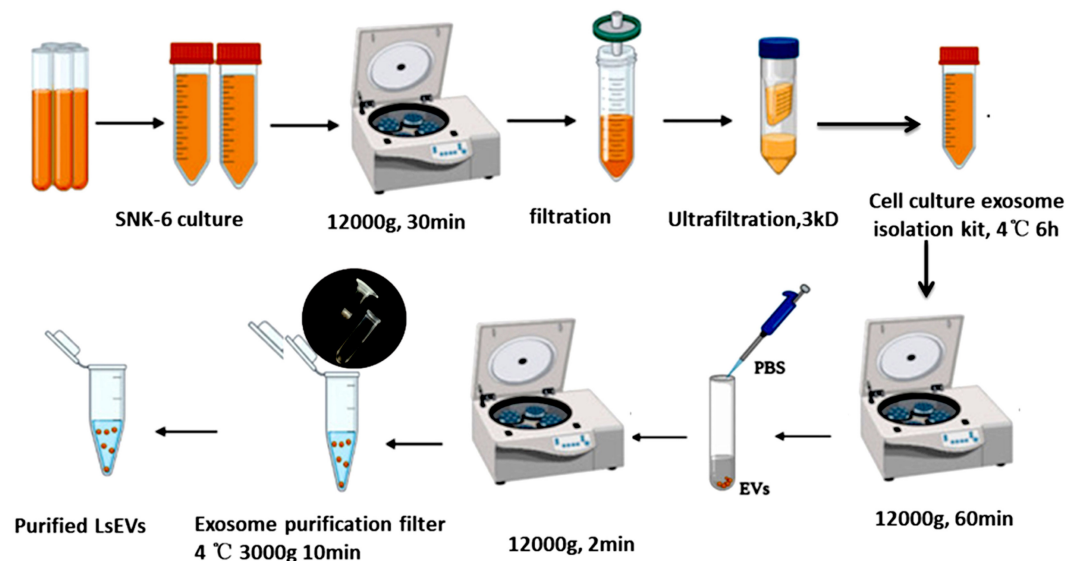 SNK-6 culture
12000g, 30min
filtration
Ultrafiltration,3kD
Cell culture exosome
isolation kit, 4℃ 6h
12000g, 60min
PBS
EVs
12000g, 2min
Exosome purification filter
4 ℃ 3000g 10min
Purified LsEVs